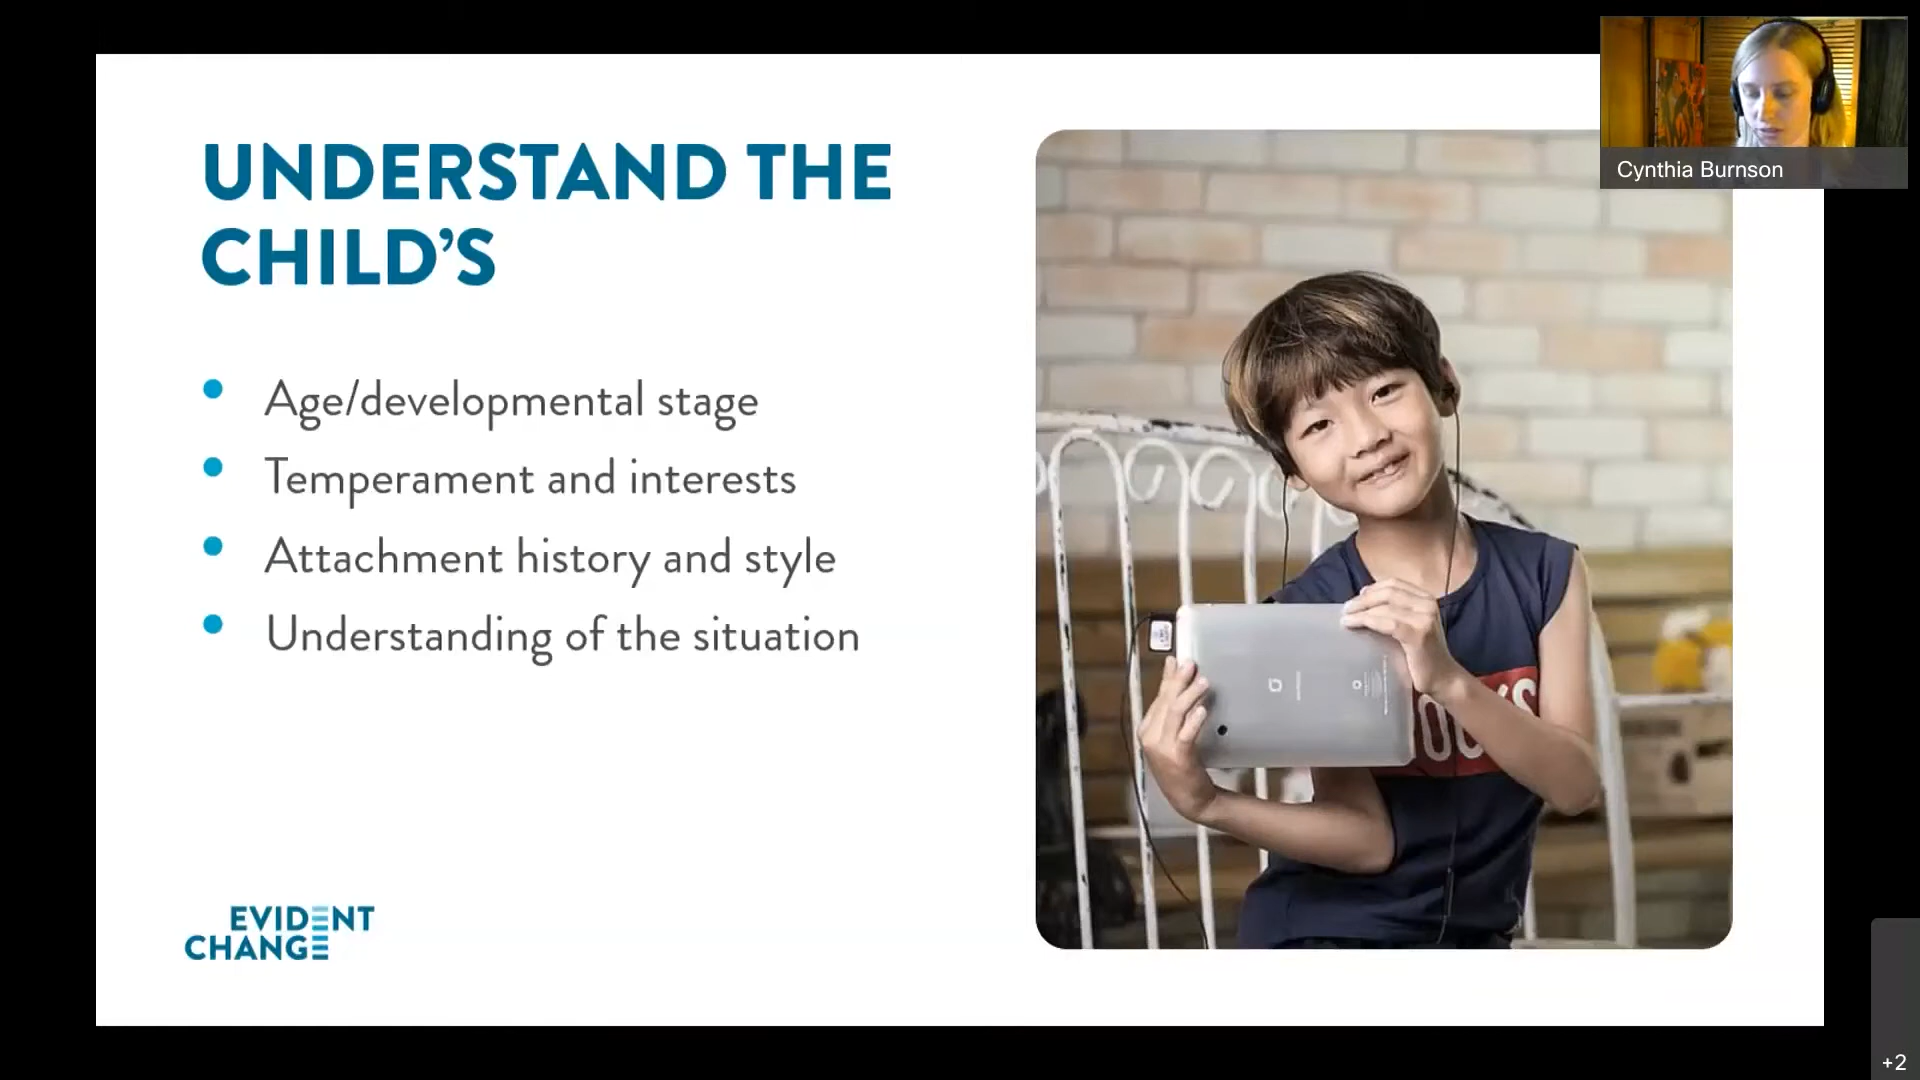 Cynthia Burnson
UNDERSTAND THE
CHILD’S
• Age/developmental stage
• Temperament and interests
• Attachment history and style
• Understanding of the situation
EVIDENT
CHANGE
+2